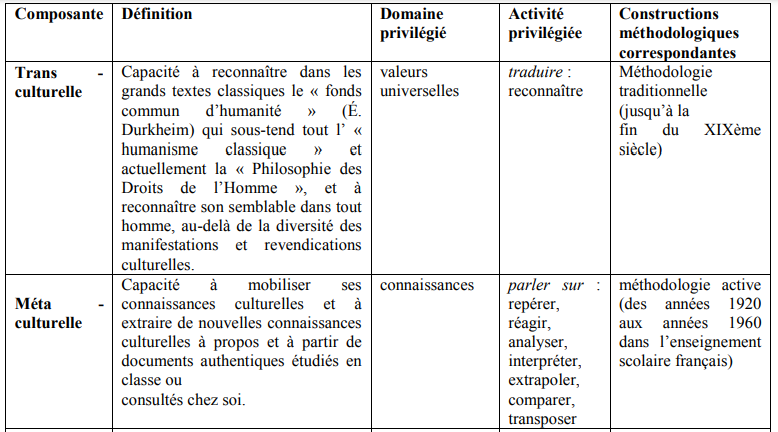 Composante
Définition
Domaine
privilégié
Activité
privilégiée
Constructions
méthodologiques
correspondantes
Trans -
culturelle
Capacité à reconnaître dans les
grands textes classiques le « fonds
commun d'humanité » (É.
Durkheim) qui sous-tend tout l' «
humanisme classique » et
actuellement la « Philosophie des
Droits de l'Homme », et à
reconnaître son semblable dans tout
homme, au-delà de la diversité des
manifestations et revendications
culturelles.
valeurs
universelles
traduire :
reconnaître
Méthodologie
traditionnelle
(jusqu'à la
fin du XIXème
siècle)
Méta -
culturelle
Capacité à mobiliser ses
connaissances culturelles et à
extraire de nouvelles connaissances
culturelles à propos et à partir de
documents authentiques étudiés en
classe ou
consultés chez soi.
connaissances
parler sur :
repérer,
réagir,
analyser,
interpréter,
extrapoler,
comparer,
transposer
méthodologie active
(des années 1920
aux années 1960
dans l'enseignement
scolaire français)